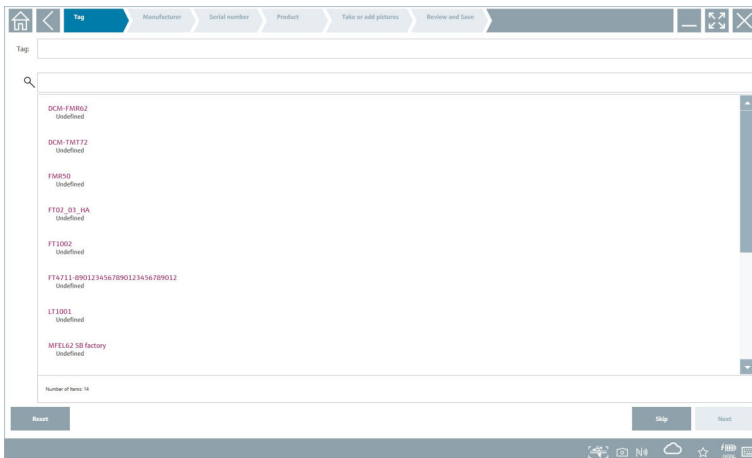 Tag
Manufacturer
Serial number
Product
Take or add pictures
Review and Save
Tag:
DCM-FMR62
Undefined
DCM-TMT72
Undefined
FMR50
Undefined
FT02_03_HA
Undefined
FT1002
Undefined
FT4711-8901234567890123456789012
Undefined
LT1001
Undefined
MFEL62 SB factory
Undefined
Number of items: 14
Reset
Skip
Next